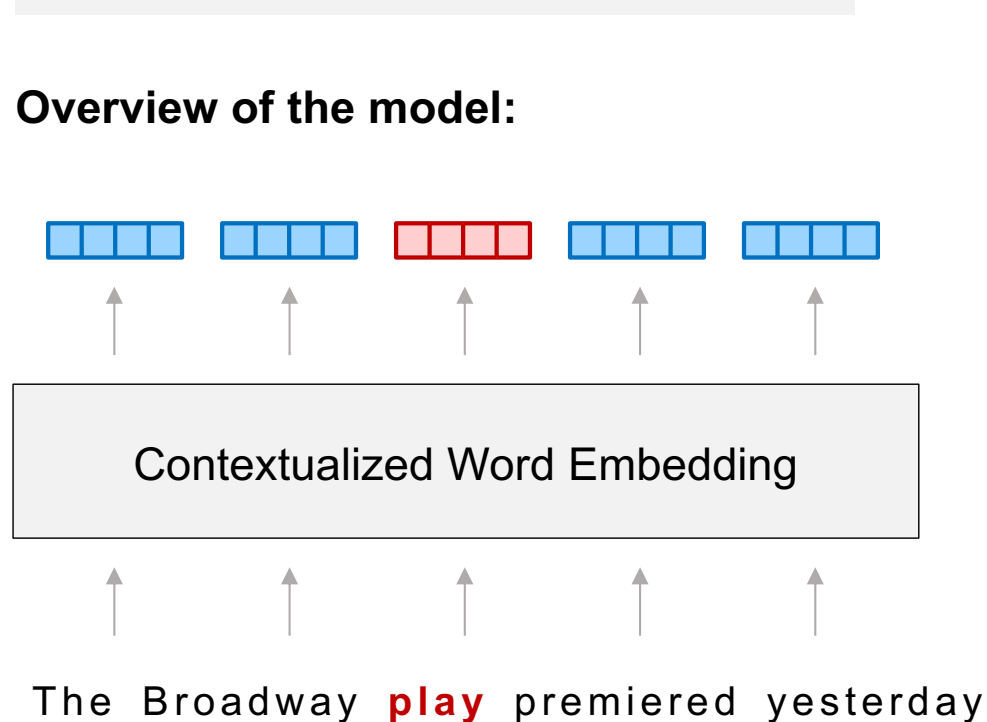 Overview of the model:
Contextualized Word Embedding
The Broadway play premiered yesterday